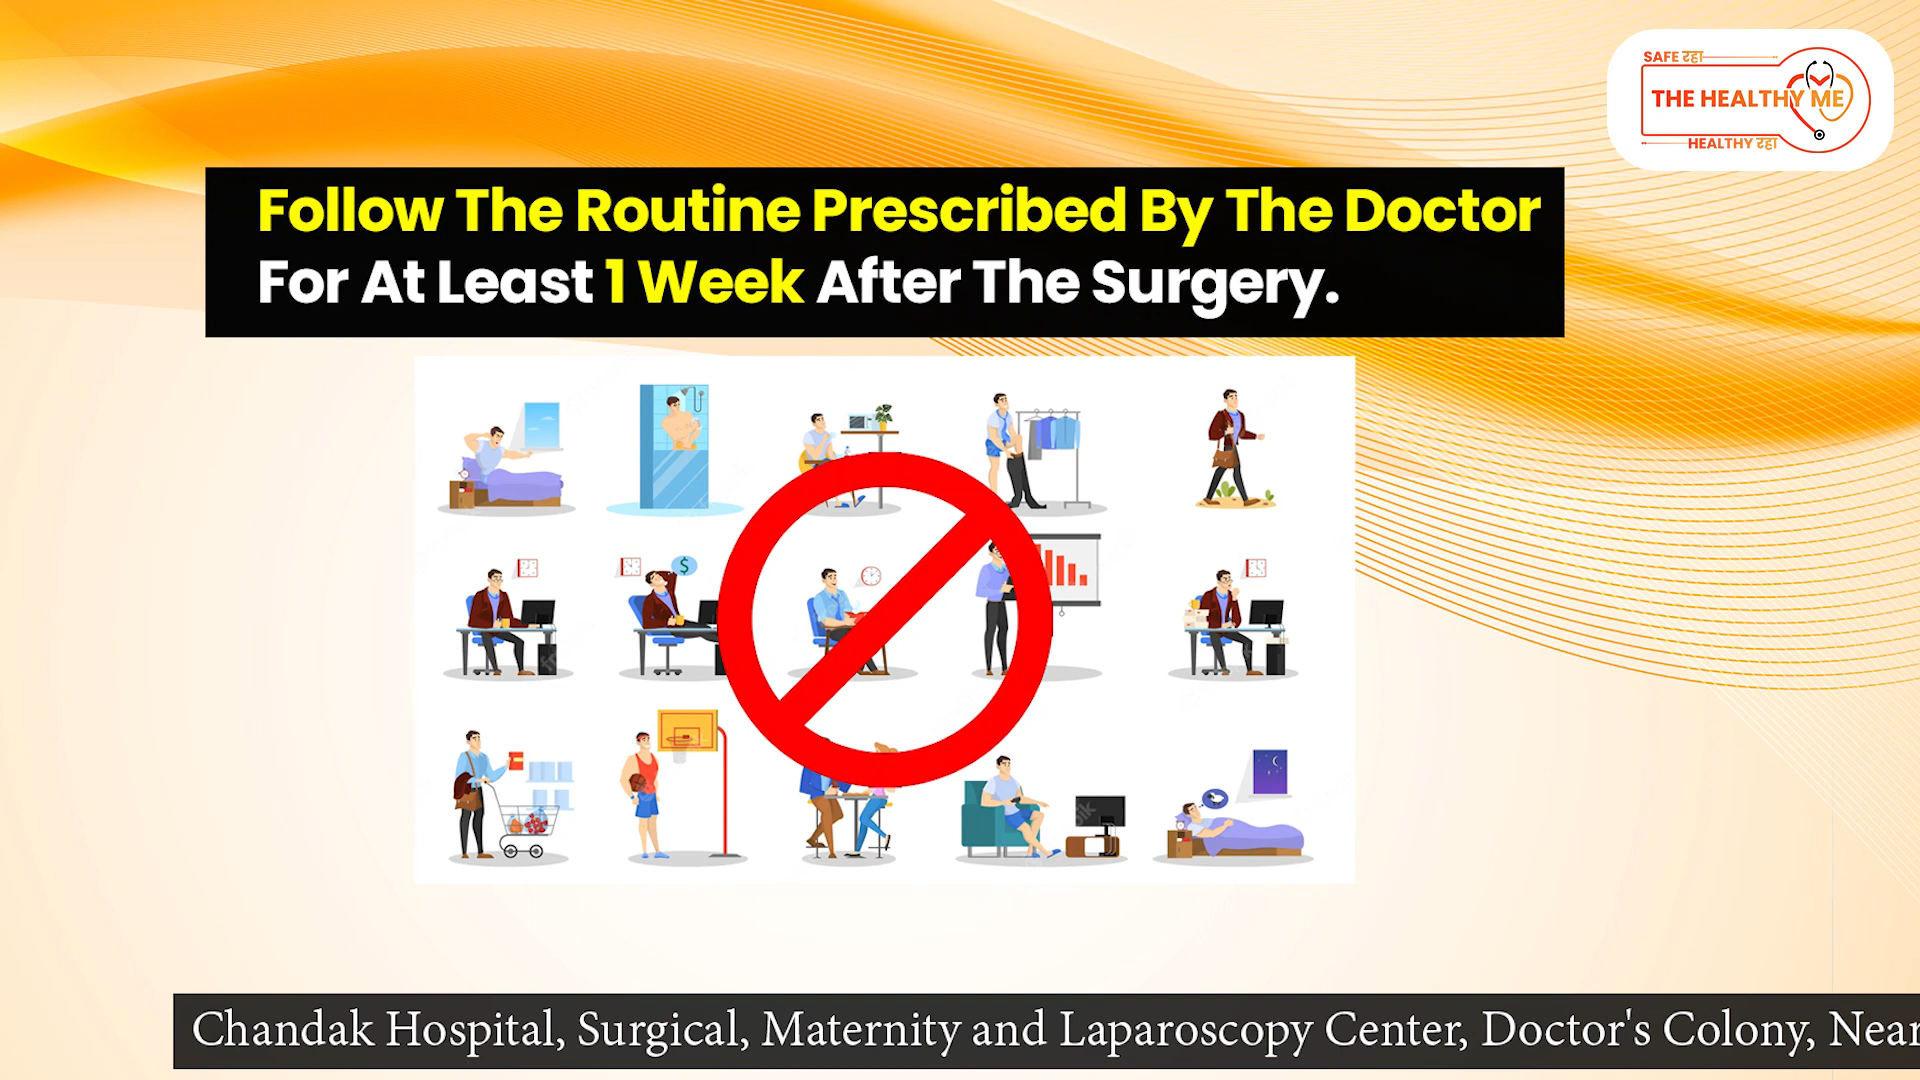 SAFE रहा
THE HEALTHY ME
HEALTHY रहा
Follow The Routine Prescribed By The Doctor
For At Least 1 Week After The Surgery.
$
Chandak Hospital, Surgical, Maternity and Laparoscopy Center, Doctor's Colony, Near